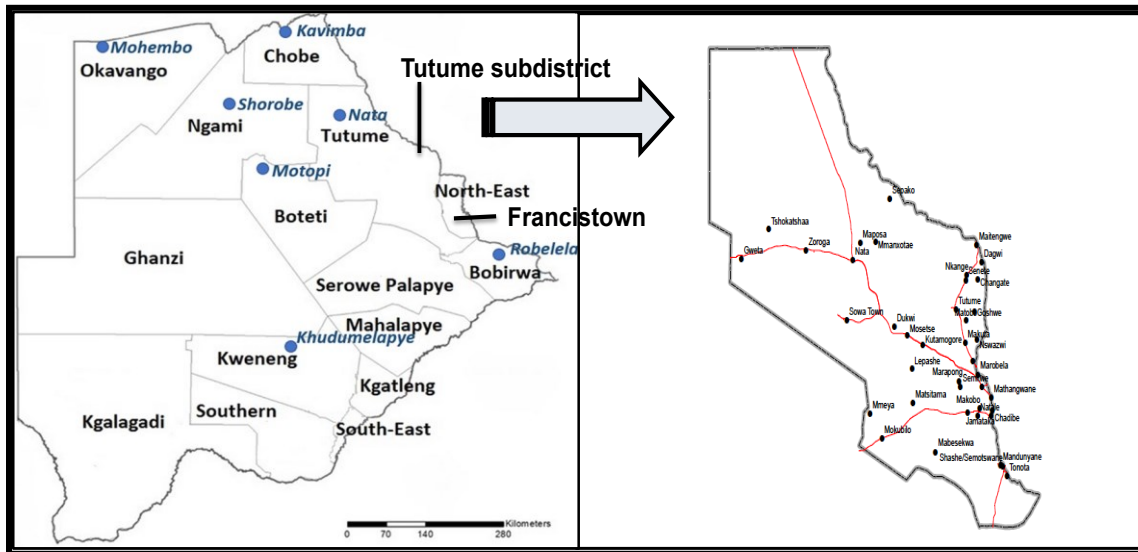 Kavimba
Mohembo
Okavango
Chobe
Tutume subdistrict
Shorobe
Ngami
Nata
Tutume
Motopi
North-East
Boteti
Francistown
Ghanzi
Robelela
Bobirwa
Serowe Palapye
Mahalapye
Khudumelapye
Kweneng
Kgatleng
Kgalagadi
Southern
South-East
Kilometers
0 70 140 280
Sepako
Tshokatshaa
Maposa
Mmanxotae
Maitengwe
Zoroga
Gweta
Nata
Dagwi
Nkange
Senete
Changate
Tutume
Matobo
Goshwe
Sowa Town
Dukwi
Mosetse
Makuta
Kutamogore
Nswazwi
Lepashe
Marobela
Marapong
Semitwe
Mathangwane
Matsitama
Makobo
Natale
Mmeya
Jamataka
Chadibe
Mokubilo
Mabesekwa
Shashe/Semotswane
Mandunyane
Tonota